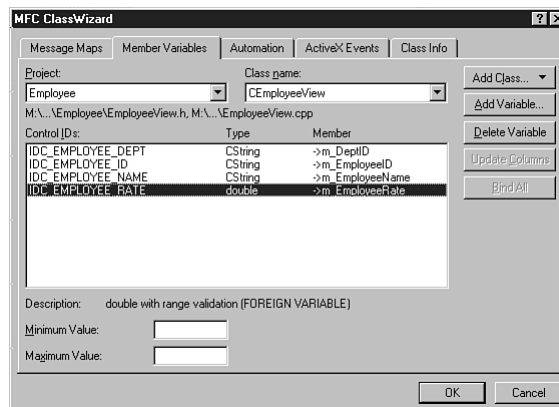 MFC ClassWizard
Message Maps Member Variables Automation ActiveX Events Class Info
Project: Class name:
Employee CEmployeeView
Add Class...
M:\...\Employee\EmployeeView.h, M:\...\EmployeeView.cpp
Add Variable...
Control IDs: Type Member
Delete Variable
IDC_EMPLOYEE_DEPT CString ->m_DeptID
IDC_EMPLOYEE_ID CString ->m_EmployeeID
IDC_EMPLOYEE_NAME CString ->m_EmployeeName
IDC_EMPLOYEE_RATE double ->m_EmployeeRate
Update Columns
Bind All
Description: double with range validation (FOREIGN VARIABLE)
Minimum Value:
Maximum Value:
OK Cancel